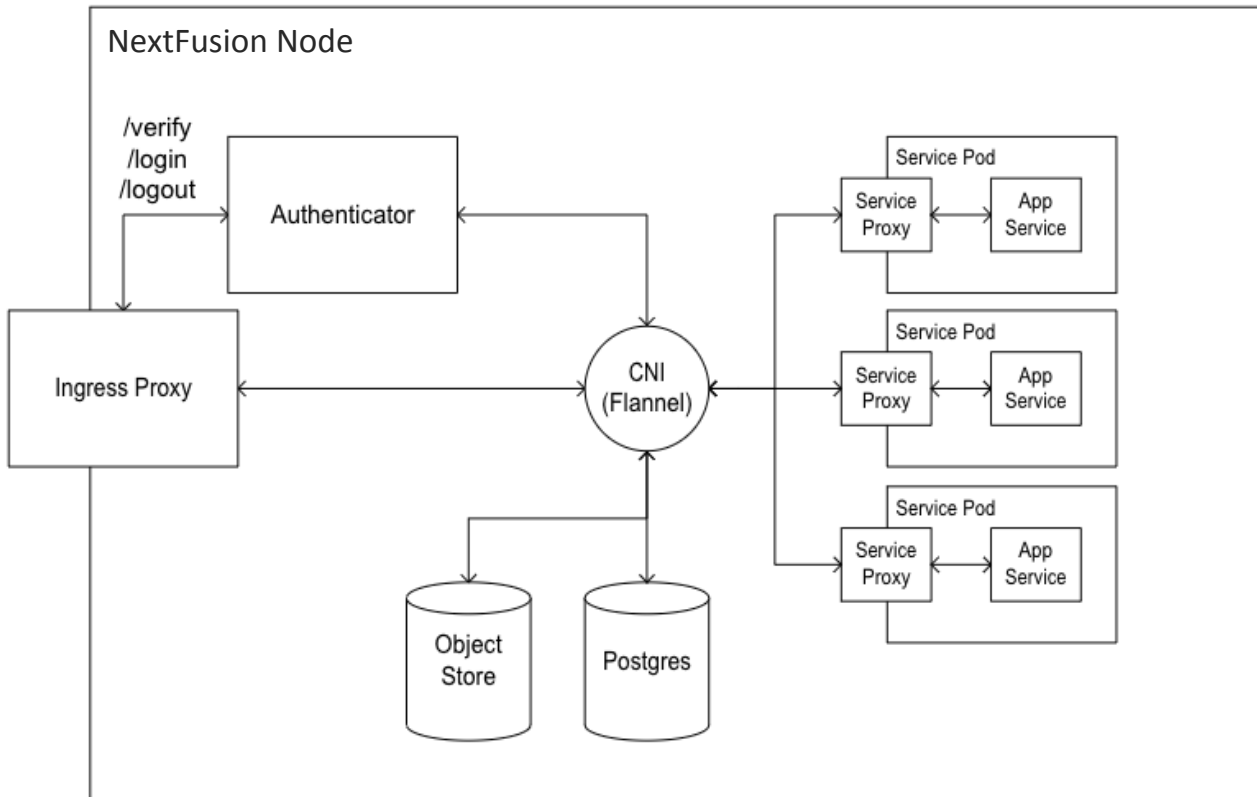 NextFusion Node
/verify
/login
/logout
Authenticator
Ingress Proxy
CNI
(Flannel)
Object
Store
Postgres
Service Pod
Service
Proxy
App
Service
Service Pod
Service
Proxy
App
Service
Service Pod
Service
Proxy
App
Service